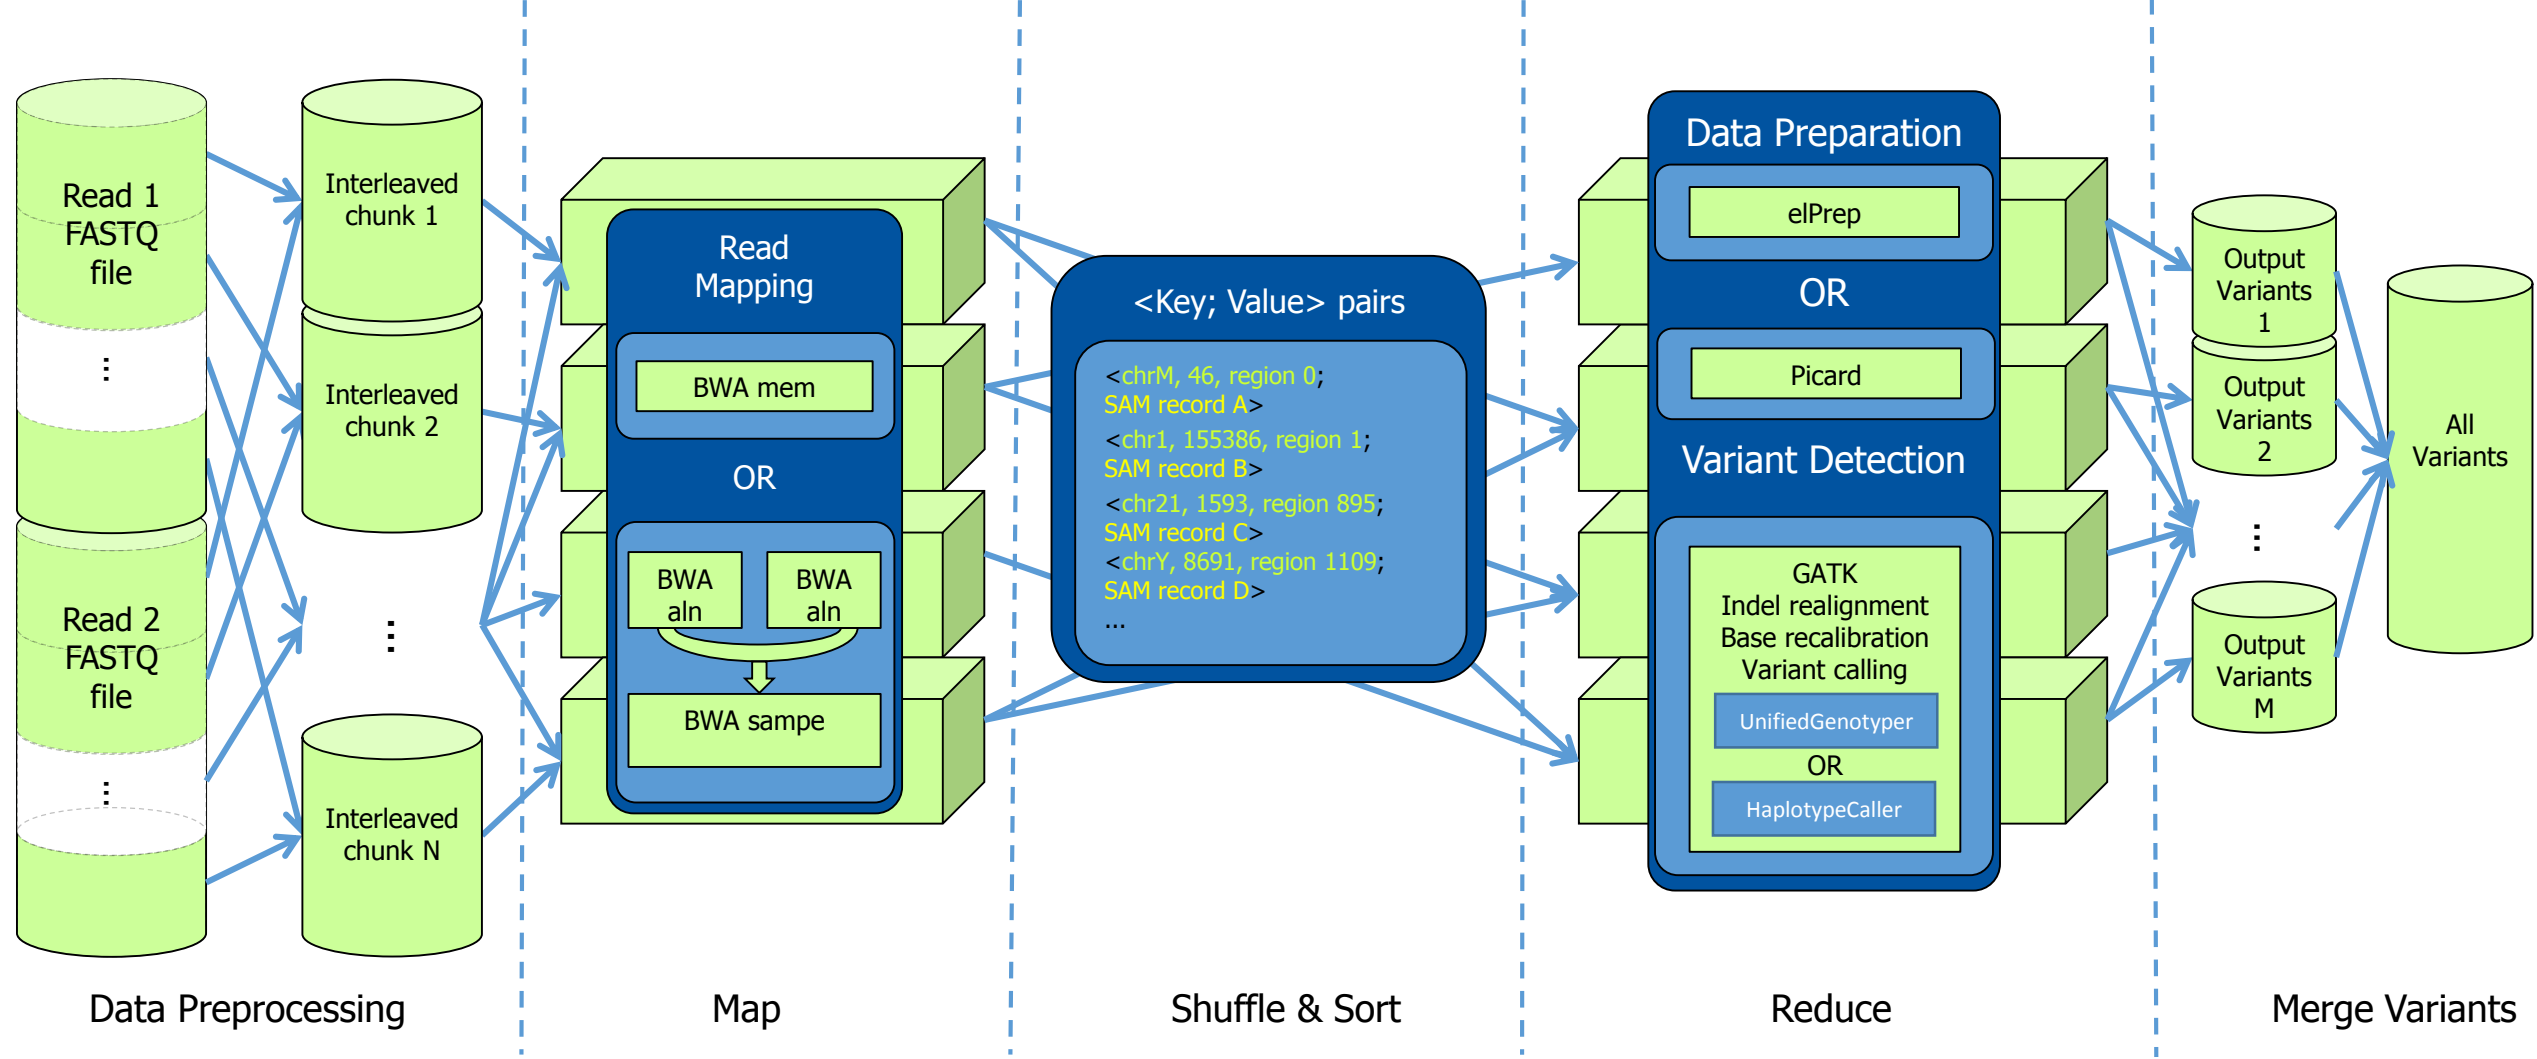 Read 1
FASTQ
file
...
Read 2
FASTQ
file
...
Interleaved
chunk 1
Interleaved
chunk 2
...
Interleaved
chunk N
Data Preprocessing
Read
Mapping
BWA mem
OR
BWA
aln
BWA
aln
BWA sampe
Map
<Key; Value> pairs
<chrM, 46, region 0;
SAM record A>
<chr1, 155386, region 1;
SAM record B>
<chr21, 1593, region 895;
SAM record C>
<chrY, 8691, region 1109;
SAM record D>
...
Shuffle & Sort
Data Preparation
elPrep
OR
Picard
Variant Detection
GATK
Indel realignment
Base recalibration
Variant calling
UnifiedGenotyper
OR
HaplotypeCaller
Reduce
Output
Variants
1
Output
Variants
2
...
Output
Variants
M
All
Variants
Merge Variants